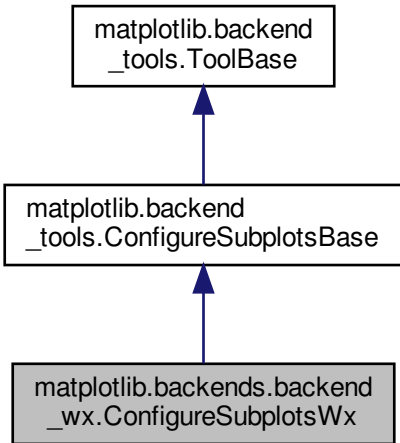 matplotlib.backend
_tools.ToolBase
matplotlib.backend
_tools.ConfigureSubplotsBase
matplotlib.backends.backend
_wx.ConfigureSubplotsWx